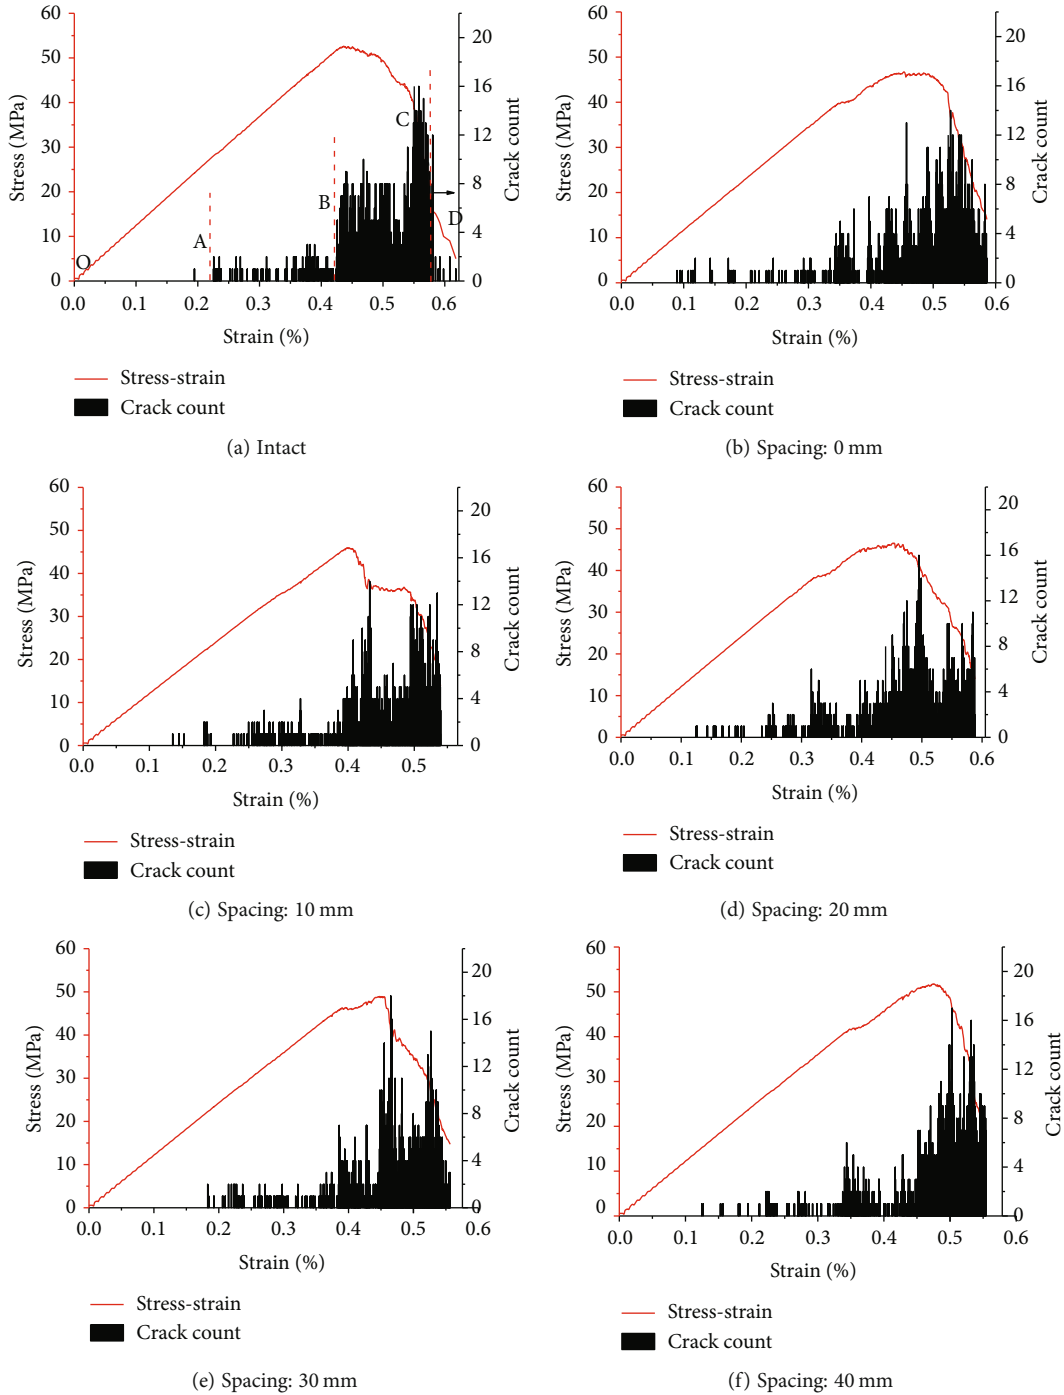 60
50
40
30
20
10
0
Stress (MPa)
20
16
12
8
4
0
Crack count
O
A
B
C
D
0.0 0.1 0.2 0.3 0.4 0.5 0.6
Strain (%)
Stress-strain
Crack count
(a) Intact
60
50
40
30
20
10
0
Stress (MPa)
20
16
12
8
4
0
Crack count
0.0 0.1 0.2 0.3 0.4 0.5 0.6
Strain (%)
Stress-strain
Crack count
(b) Spacing: 0 mm
60
50
40
30
20
10
0
Stress (MPa)
20
16
12
8
4
0
Crack count
0.0 0.1 0.2 0.3 0.4 0.5
Strain (%)
Stress-strain
Crack count
(c) Spacing: 10 mm
60
50
40
30
20
10
0
Stress (MPa)
20
16
12
8
4
0
Crack count
0.0 0.1 0.2 0.3 0.4 0.5 0.6
Strain (%)
Stress-strain
Crack count
(d) Spacing: 20 mm
60
50
40
30
20
10
0
Stress (MPa)
20
16
12
8
4
0
Crack count
0.0 0.1 0.2 0.3 0.4 0.5 0.6
Strain (%)
Stress-strain
Crack count
(e) Spacing: 30 mm
60
50
40
30
20
10
0
Stress (MPa)
20
16
12
8
4
0
Crack count
0.0 0.1 0.2 0.3 0.4 0.5 0.6
Strain (%)
Stress-strain
Crack count
(f) Spacing: 40 mm